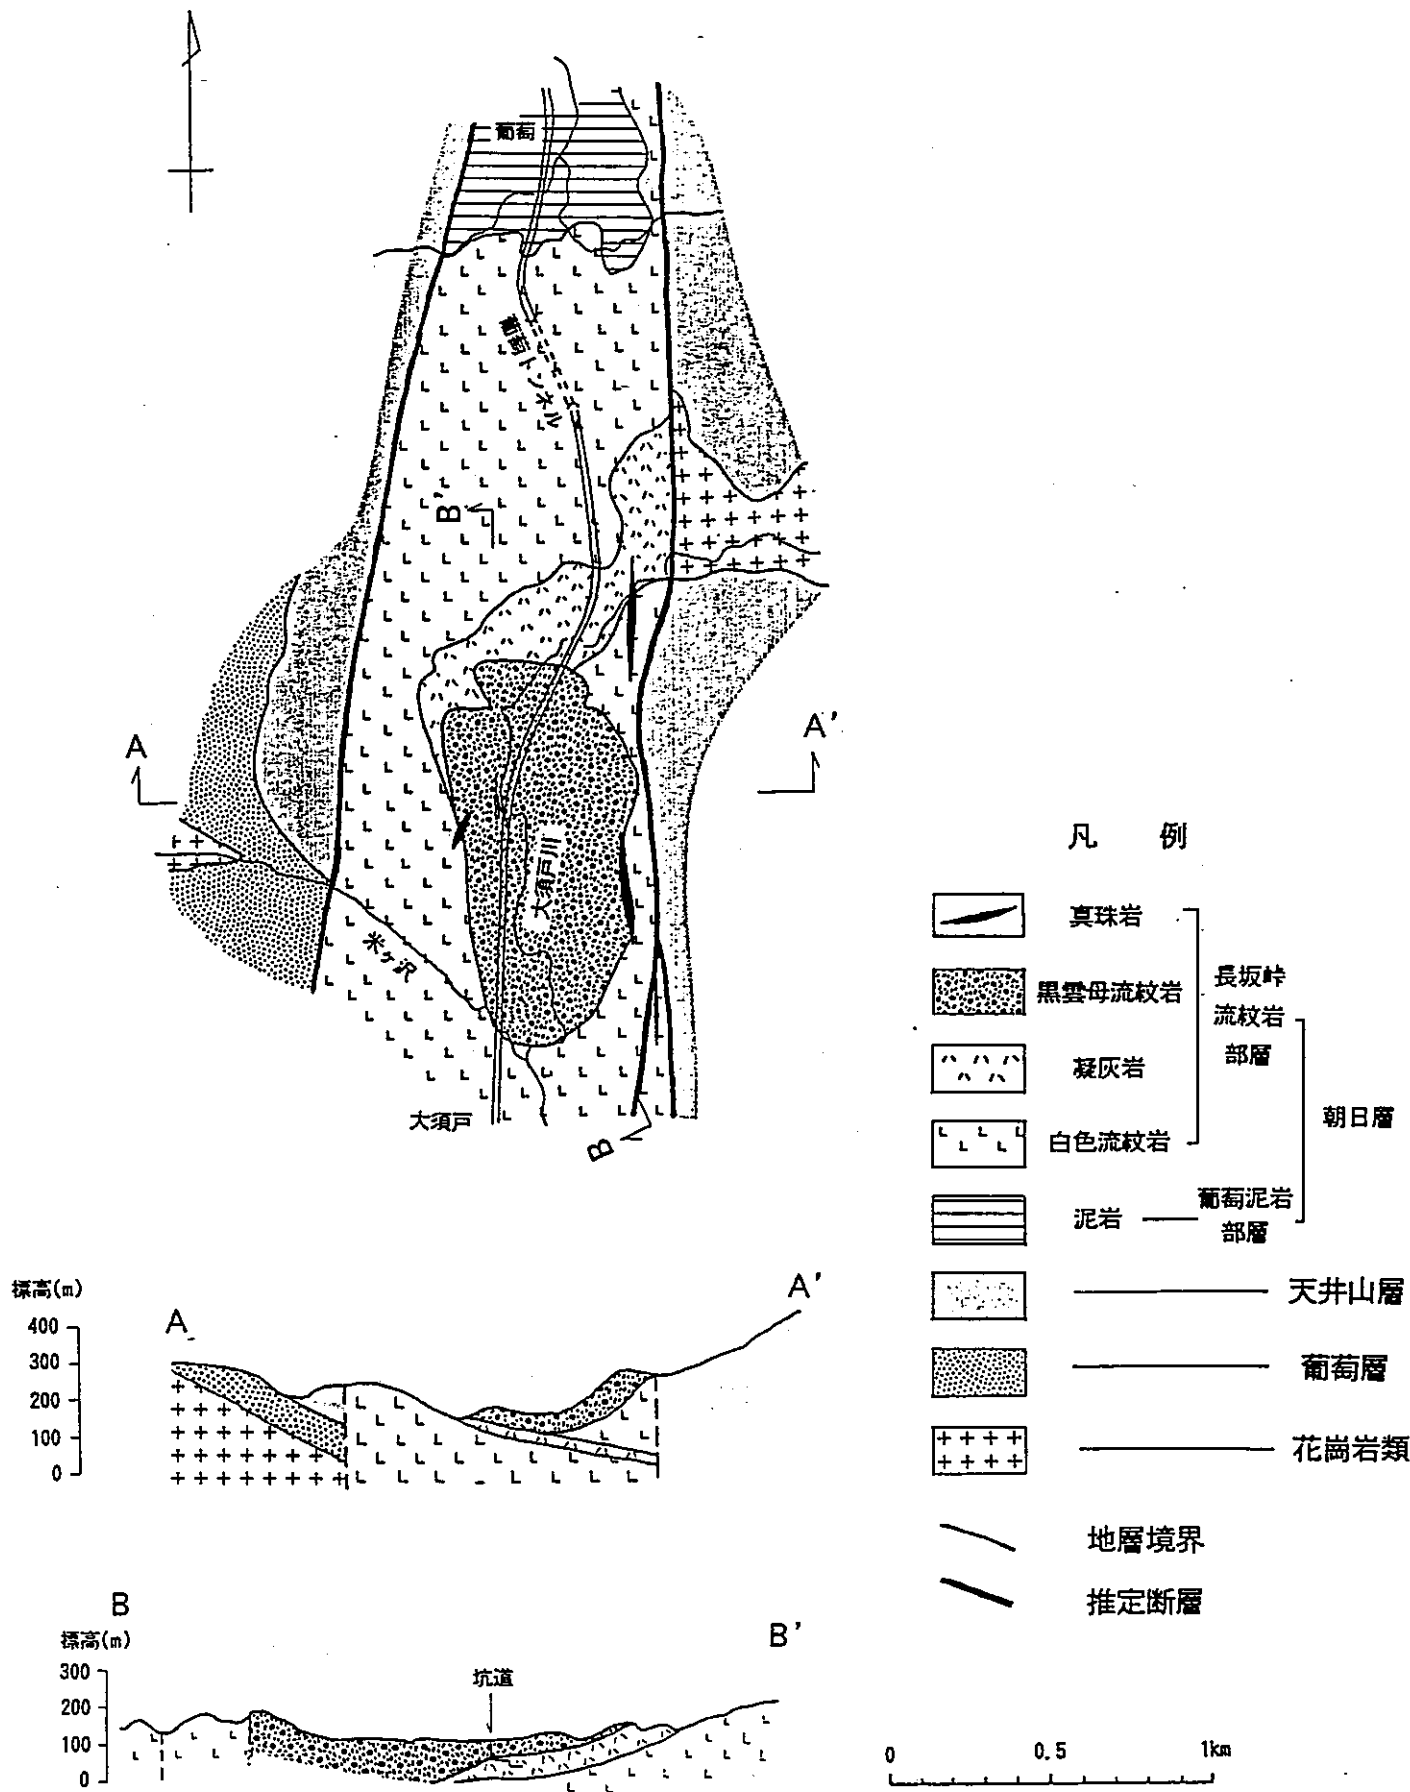 葡萄
葡萄トンネル
B'
A
A'
大須戸川
米ヶ沢
大須戸
B
凡 例
真珠岩
黒雲母流紋岩
長坂峠
流紋岩
部層
凝灰岩
白色流紋岩
朝日層
泥岩
葡萄泥岩
部層
天井山層
葡萄層
花崗岩類
地層境界
推定断層
標高(m)
A
A'
400
300
200
100
0
B
標高(m)
B'
300
200
100
0
坑道
0 0.5 1km